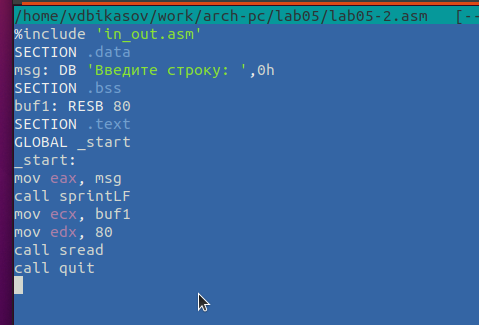 /home/vdbikasov/work/arch-pc/lab05/lab05-2.asm [--
%include 'in_out.asm'
SECTION .data
msg: DB 'Введите строку: ',0h
SECTION .bss
buf1: RESB 80
SECTION .text
GLOBAL _start
_start:
mov eax, msg
call sprintLF
mov ecx, buf1
mov edx, 80
call sread
call quit